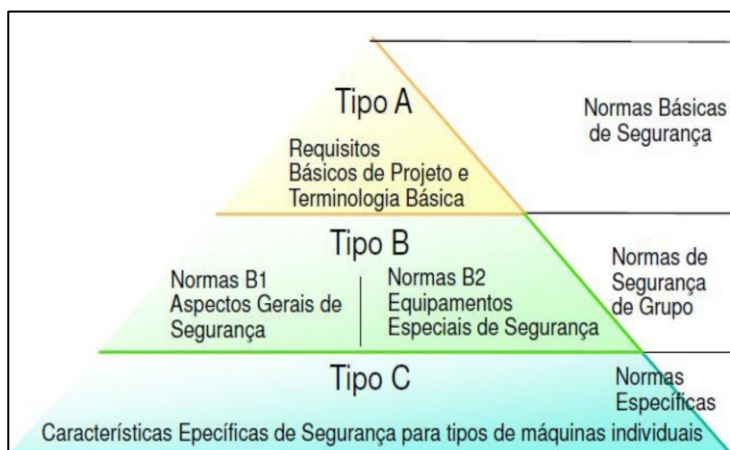 Tipo A
Requisitos
Básicos de Projeto e
Terminologia Básica
Normas Básicas
de Segurança
Tipo B
Normas B1
Aspectos Gerais de
Segurança
Normas B2
Equipamentos
Especiais de Segurança
Normas de
Segurança
de Grupo
Tipo C
Características Epecíficas de Segurança para tipos de máquinas individuais
Normas
Específicas